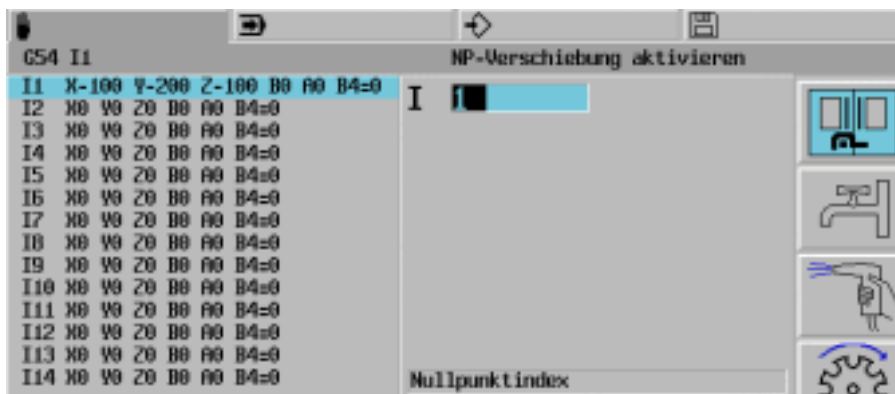 G54 I1
NP-Verschiebung aktivieren
I1 X-100 Y-200 Z-100 B0 A0 B4=0
I2 X0 Y0 Z0 B0 A0 B4=0
I3 X0 Y0 Z0 B0 A0 B4=0
I4 X0 Y0 Z0 B0 A0 B4=0
I5 X0 Y0 Z0 B0 A0 B4=0
I6 X0 Y0 Z0 B0 A0 B4=0
I7 X0 Y0 Z0 B0 A0 B4=0
I8 X0 Y0 Z0 B0 A0 B4=0
I9 X0 Y0 Z0 B0 A0 B4=0
I10 X0 Y0 Z0 B0 A0 B4=0
I11 X0 Y0 Z0 B0 A0 B4=0
I12 X0 Y0 Z0 B0 A0 B4=0
I13 X0 Y0 Z0 B0 A0 B4=0
I14 X0 Y0 Z0 B0 A0 B4=0
I 1
Nullpunktindex